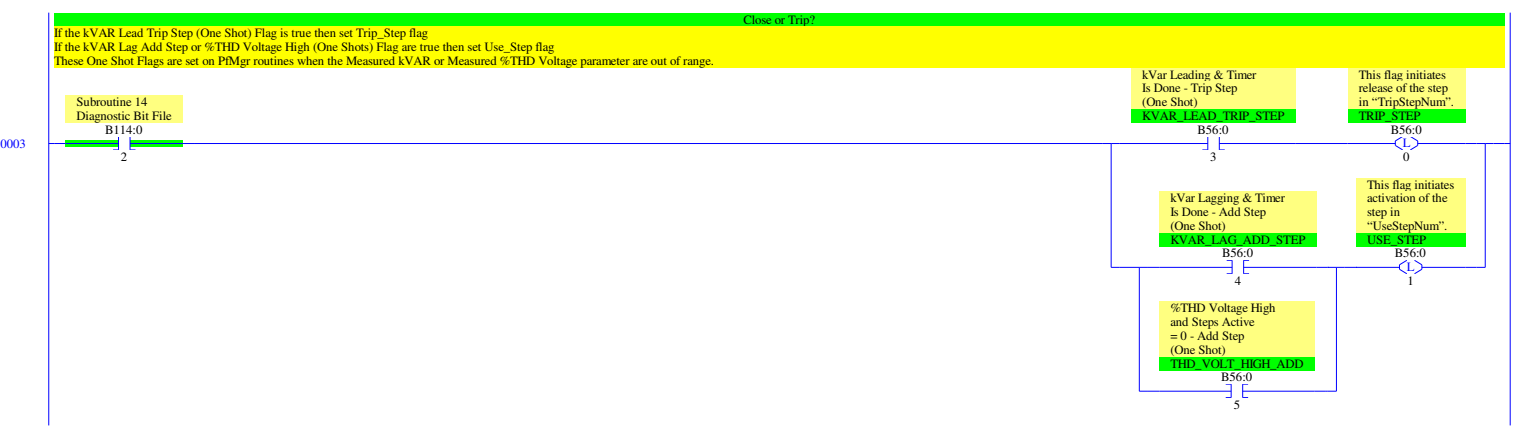 Close or Trip?
If the kVAR Lead Trip Step (One Shot) Flag is true then set Trip_Step flag
If the kVAR Lag Add Step or %THD Voltage High (One Shots) Flag are true then set Use_Step flag
These One Shot Flags are set on PfMgr routines when the Measured kVAR or Measured %THD Voltage parameter are out of range.
0003
Subroutine 14
Diagnostic Bit File
B114:0
2
kVar Leading & Timer
Is Done - Trip Step
(One Shot)
KVAR_LEAD_TRIP_STEP
B56:0
3
This flag initiates
release of the step
in “TripStepNum”.
TRIP_STEP
B56:0
L
0
kVar Lagging & Timer
Is Done - Add Step
(One Shot)
KVAR_LAG_ADD_STEP
B56:0
4
This flag initiates
activation of the
step in
“UseStepNum”.
USE_STEP
B56:0
L
1
%THD Voltage High
and Steps Active
= 0 - Add Step
(One Shot)
THD_VOLT_HIGH_ADD
B56:0
5